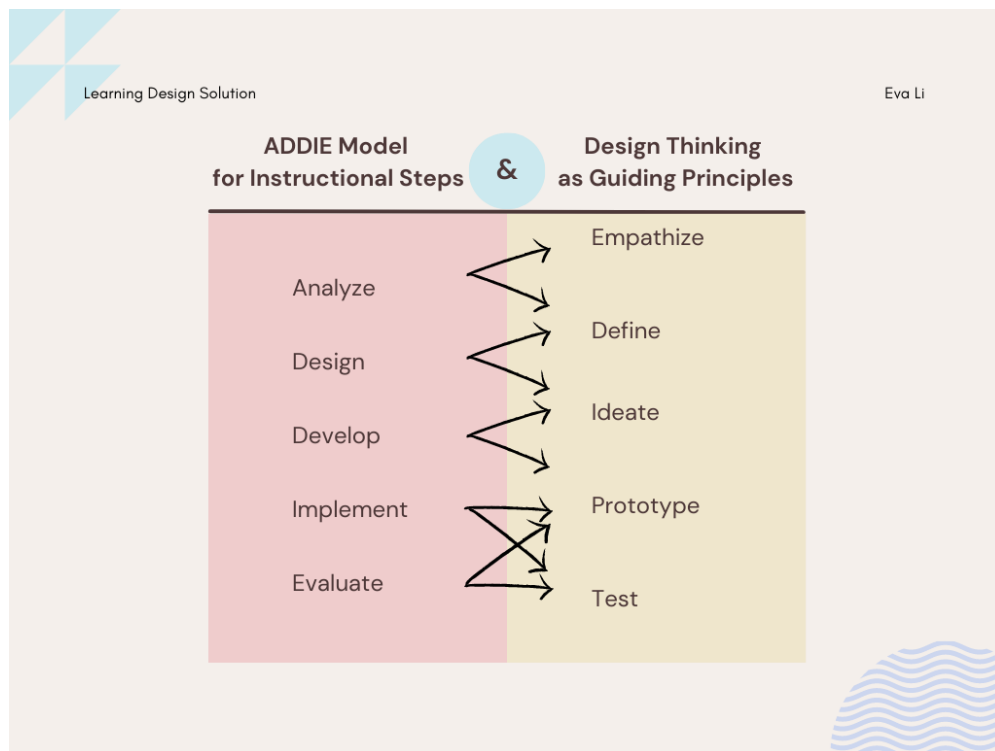 Learning Design Solution
Eva Li
ADDIE Model
for Instructional Steps
&
Design Thinking
as Guiding Principles
Analyze
Design
Develop
Implement
Evaluate
Empathize
Define
Ideate
Prototype
Test